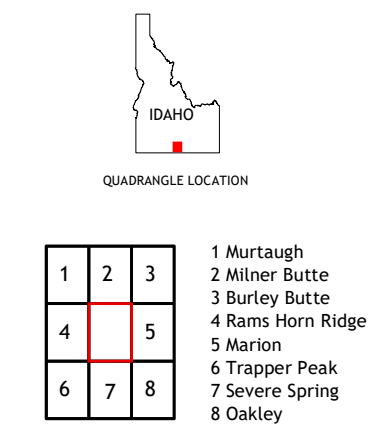 IDAHO
QUADRANGLE LOCATION
1 2 3
4 5
6 7 8
1 Murtaugh
2 Milner Butte
3 Burley Butte
4 Rams Horn Ridge
5 Marion
6 Trapper Peak
7 Severe Spring
8 Oakley